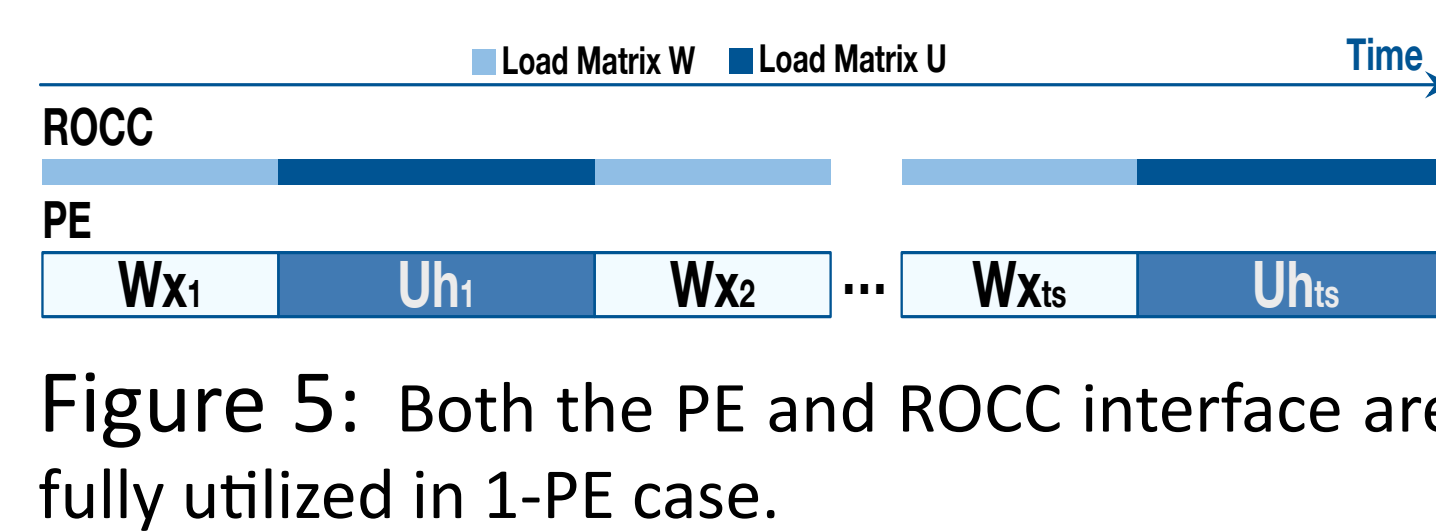 Load Matrix W Load Matrix U Time
ROCC
PE
Wx1 Uh1 Wx2 ... Wxts Uhts
Figure 5: Both the PE and ROCC interface are
fully utilized in 1-PE case.